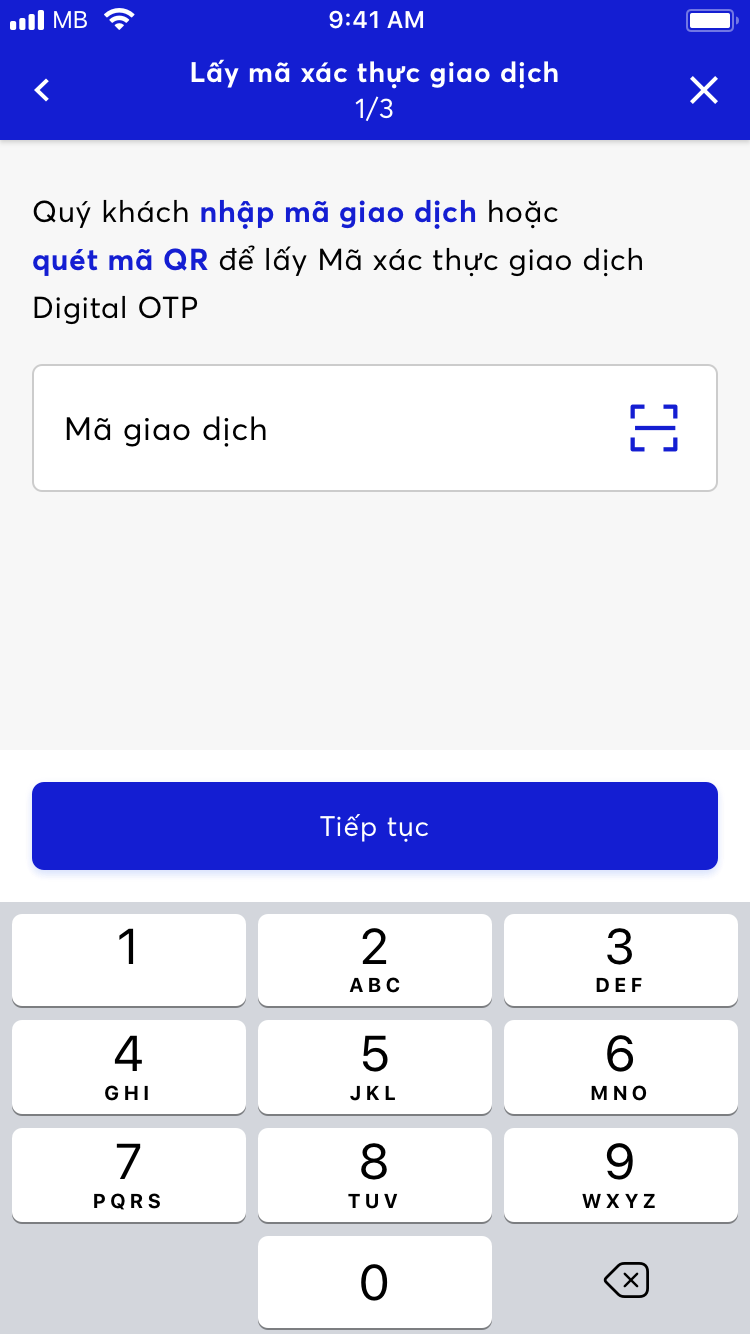 MB 9:41 AM
Lấy mã xác thực giao dịch
1/3
Quý khách nhập mã giao dịch hoặc
quét mã QR để lấy Mã xác thực giao dịch
Digital OTP
Mã giao dịch
Tiếp tục
1 2 3
ABC DEF
4 5 6
GHI JKL MNO
7 8 9
PQRS TUV WXYZ
0